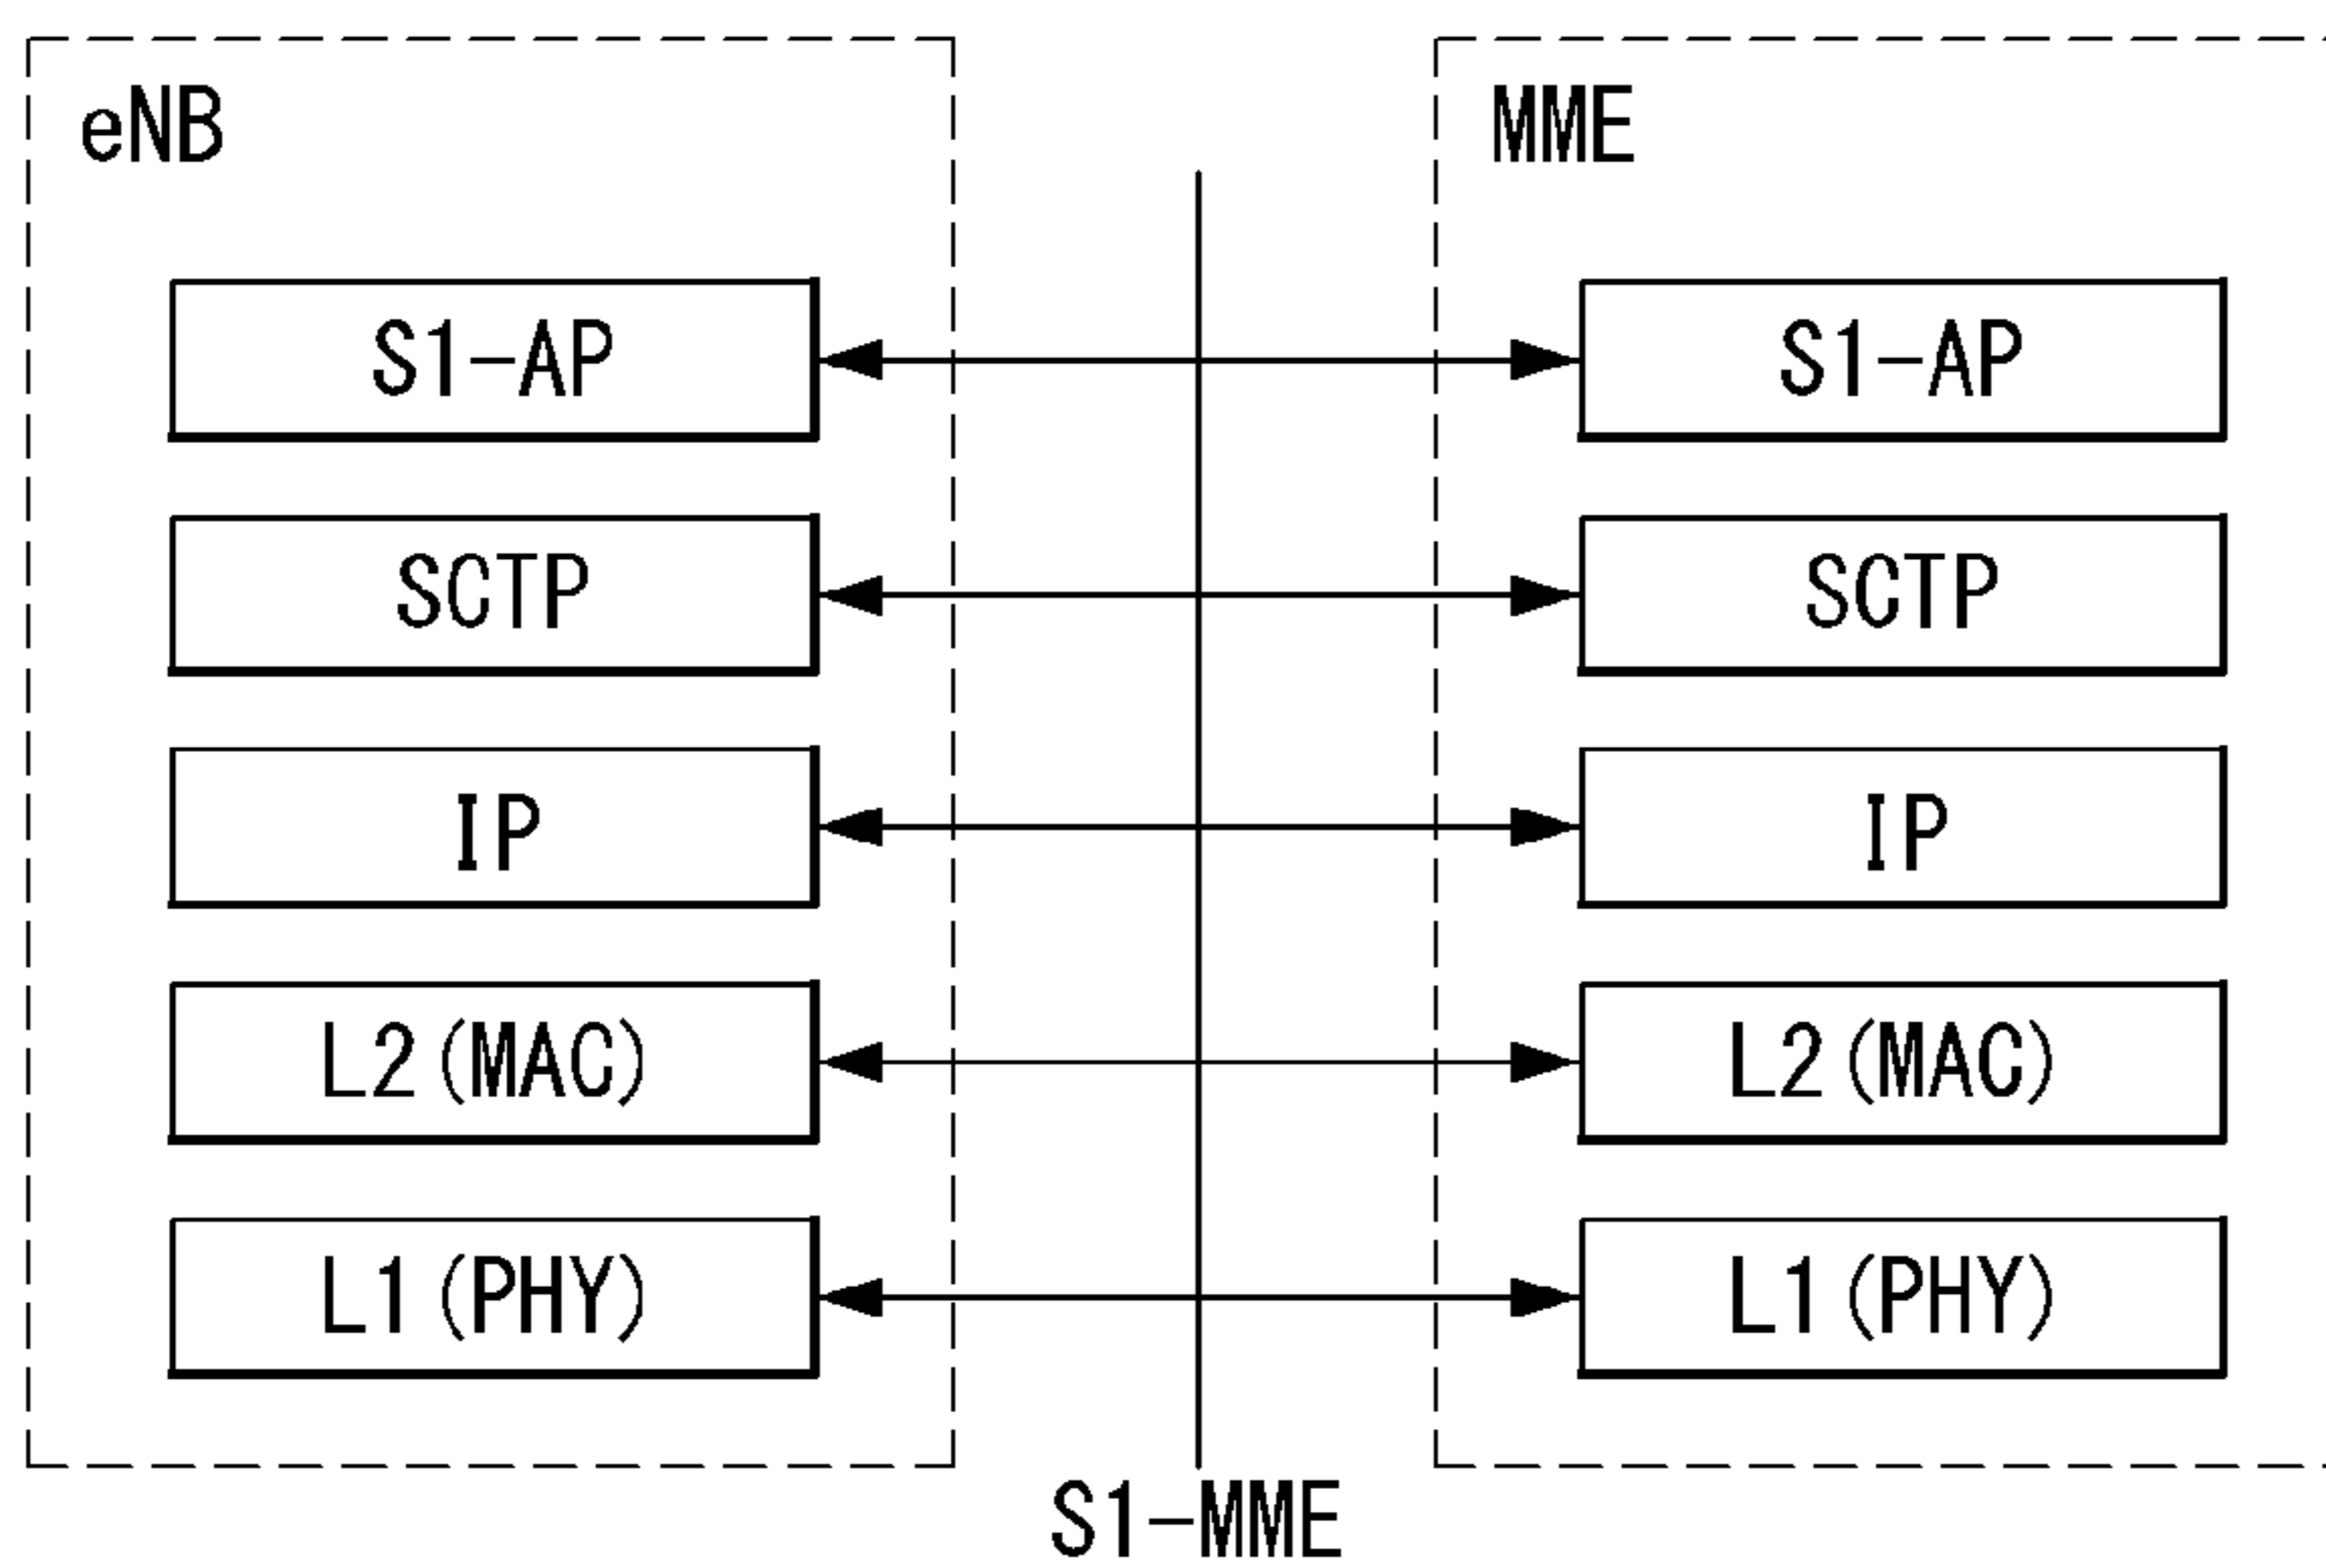 eNB
MME
S1-AP
S1-AP
SCTP
SCTP
IP
IP
L2(MAC)
L2(MAC)
L1(PHY)
L1(PHY)
S1-MME